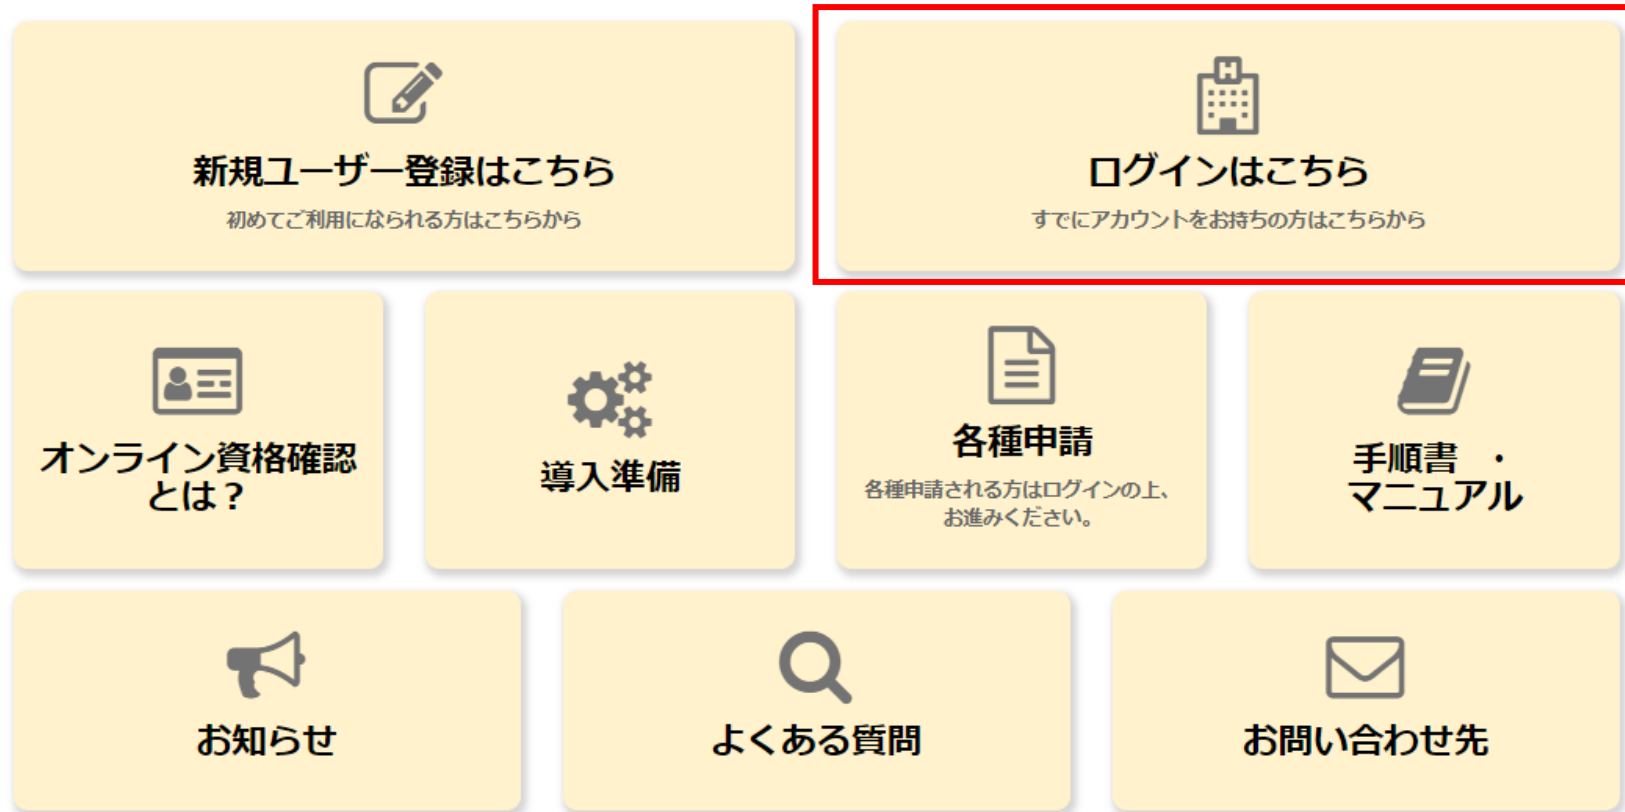 新規ユーザー登録はこちら
初めてご利用になられる方はこちらから
ログインはこちら
すでにアカウントをお持ちの方はこちらから
オンライン資格確認
とは？
導入準備
各種申請
各種申請される方はログインの上、
お進みください。
手順書　・
マニュアル
お知らせ
よくある質問
お問い合わせ先